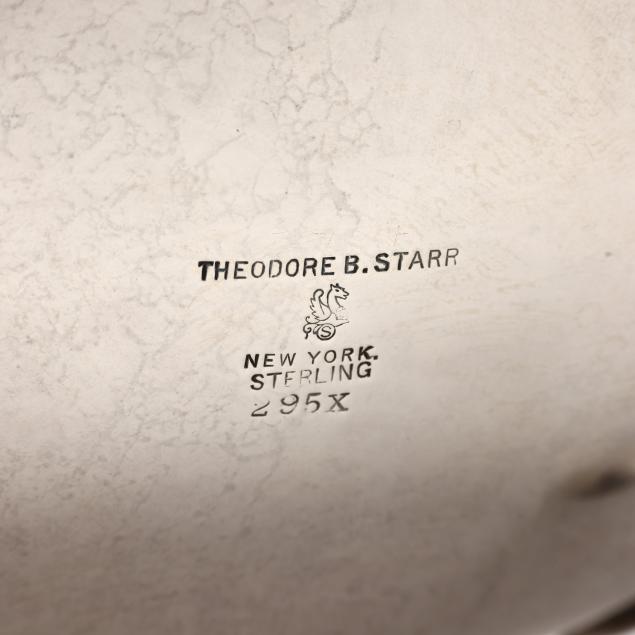 THEODORE B. STARR
S
NEW YORK.
STERLING
295X